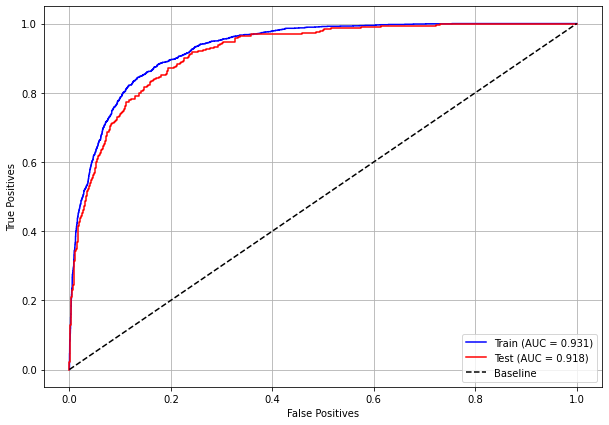 1.0
0.8
0.6
0.4
0.2
0.0
True Positives
Train (AUC = 0.931)
Test (AUC = 0.918)
Baseline
0.0 0.2 0.4 0.6 0.8 1.0
False Positives